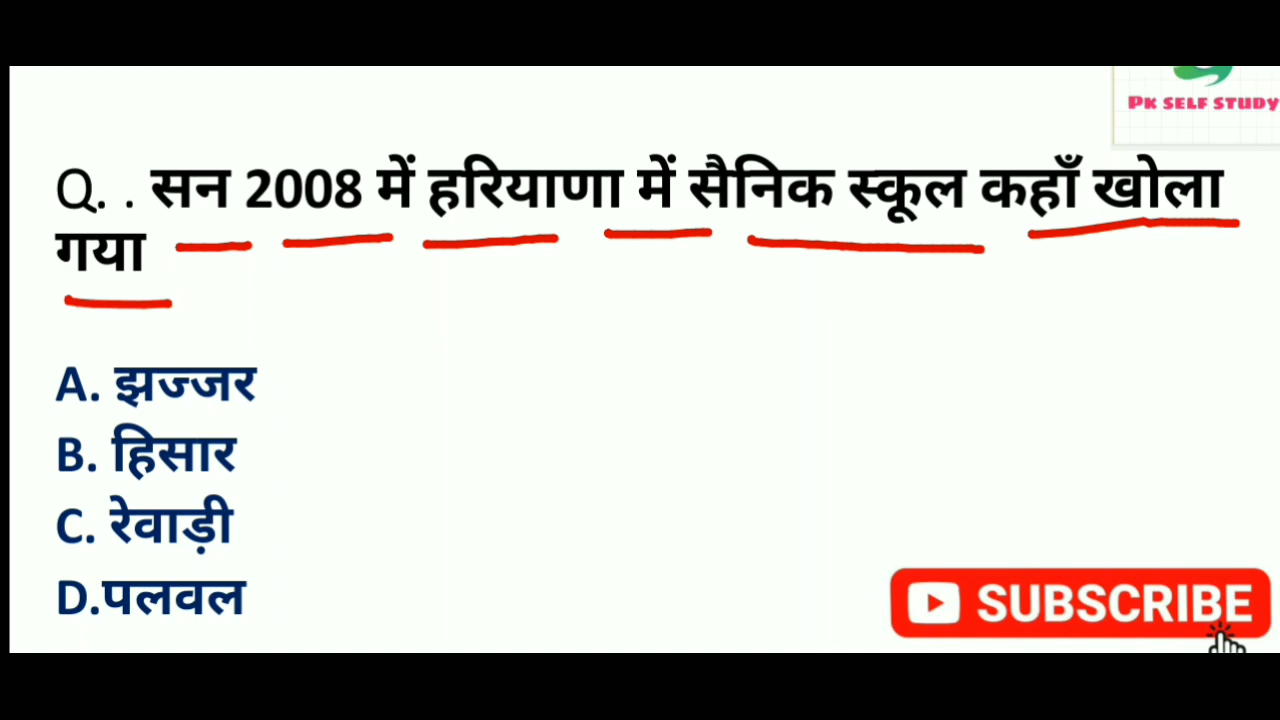 PK SELF STUDY
Q. . सन 2008 में हरियाणा में सैनिक स्कूल कहाँ खोला
गया
A. झज्जर
B. हिसार
C. रेवाड़ी
D.पलवल
SUBSCRIBE